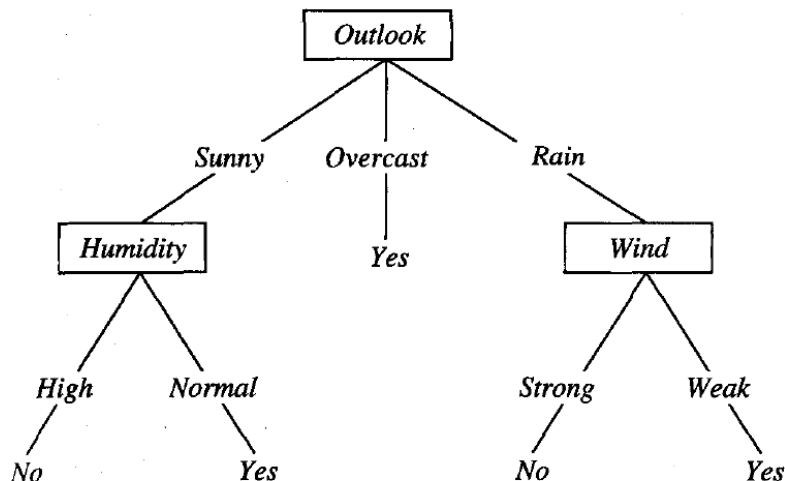 Outlook
Sunny Overcast Rain
Humidity Yes Wind
High Normal Strong Weak
No Yes No Yes